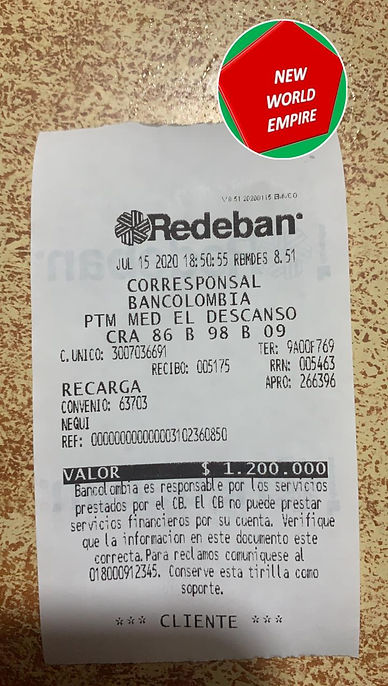 NEW
WORLD
EMPIRE
Redeban
JUL 15 2020 18:50:55 RBMDES 8.51
CORRESPONSAL
BANCOLOMBIA
PTM MED EL DESCANSO
CRA 86 B 98 B 09
C.UNICO: 3007036691 TER: 9A00F769
RECIBO: 005175 RRN: 005463
RECARGA APRO: 266396
CONVENIO: 63703
NEQUI
REF: 00000000000003102360850
VALOR $ 1.200.000
Bancolombia es responsable por los servicios
prestados por el CB. El CB no puede prestar
servicios financieros por su cuenta. Verifique
que la informacion en este documento este
correcta.Para reclamos comuniquese al
018000912345. Conserve esta tirilla como
soporte.
*** CLIENTE ***